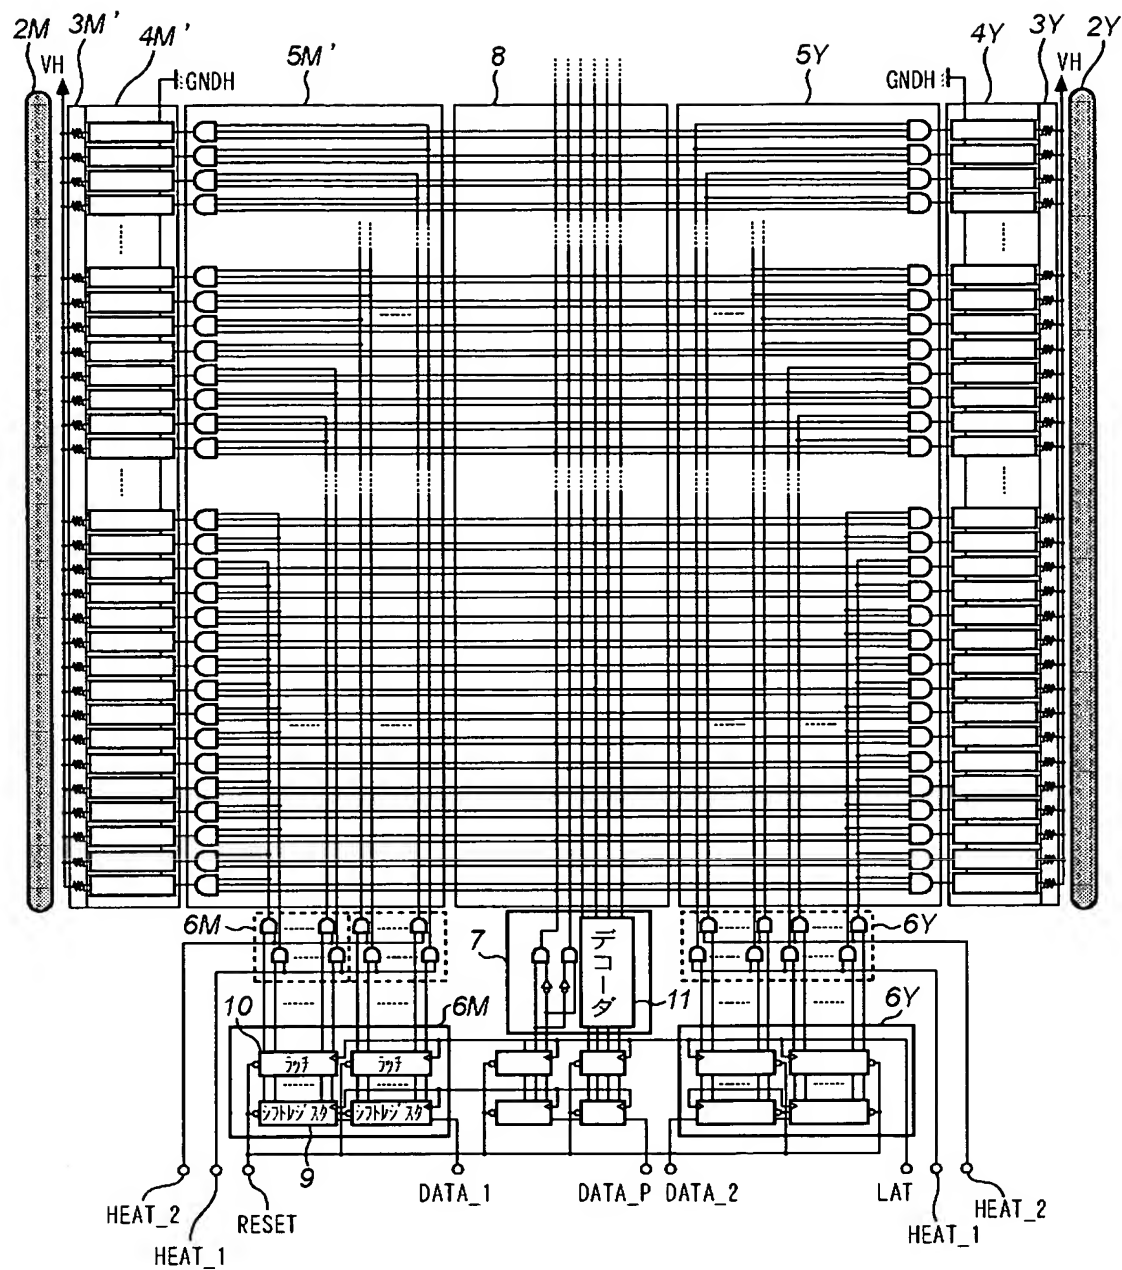 2M
3M'
4M'
5M'
8
5Y
4Y
3Y
2Y
VH
GNDH
GNDH
VH
6M
7
デコーダ
11
6Y
10
6M
6Y
ラッチ
ラッチ
シフトレジスタ
シフトレジスタ
9
HEAT_2
HEAT_1
RESET
DATA_1
DATA_P
DATA_2
LAT
HEAT_1
HEAT_2